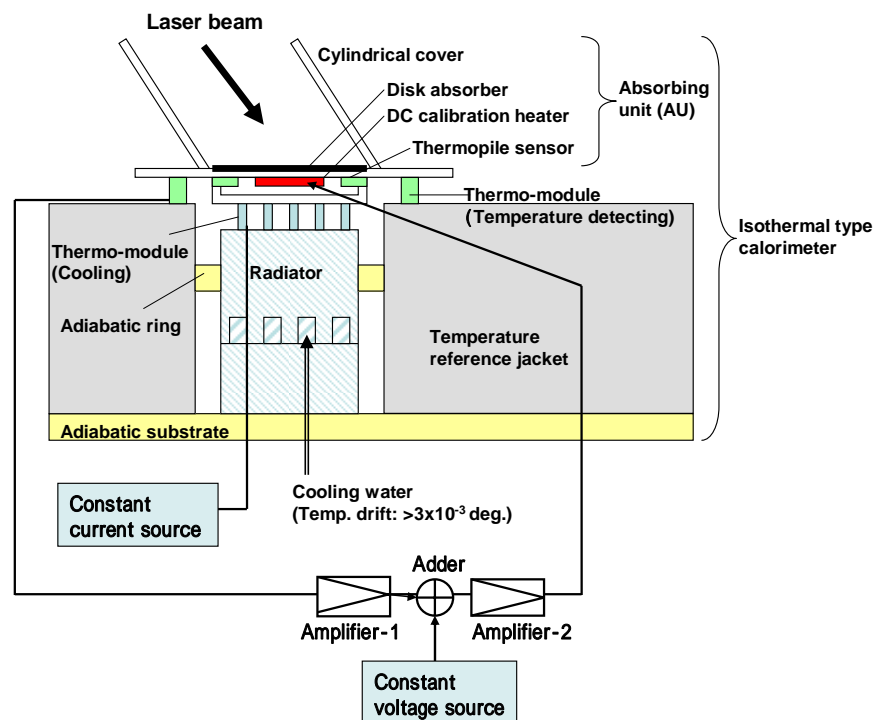 Laser beam
Cylindrical cover
Disk absorber
DC calibration heater
Thermopile sensor
Absorbing
unit (AU)
Thermo-module
(Temperature detecting)
Isothermal type
calorimeter
Thermo-module
(Cooling)
Radiator
Adiabatic ring
Temperature
reference jacket
Adiabatic substrate
Cooling water
(Temp. drift: >3x10⁻³ deg.)
Constant
current source
Adder
Amplifier-1
Amplifier-2
Constant
voltage source